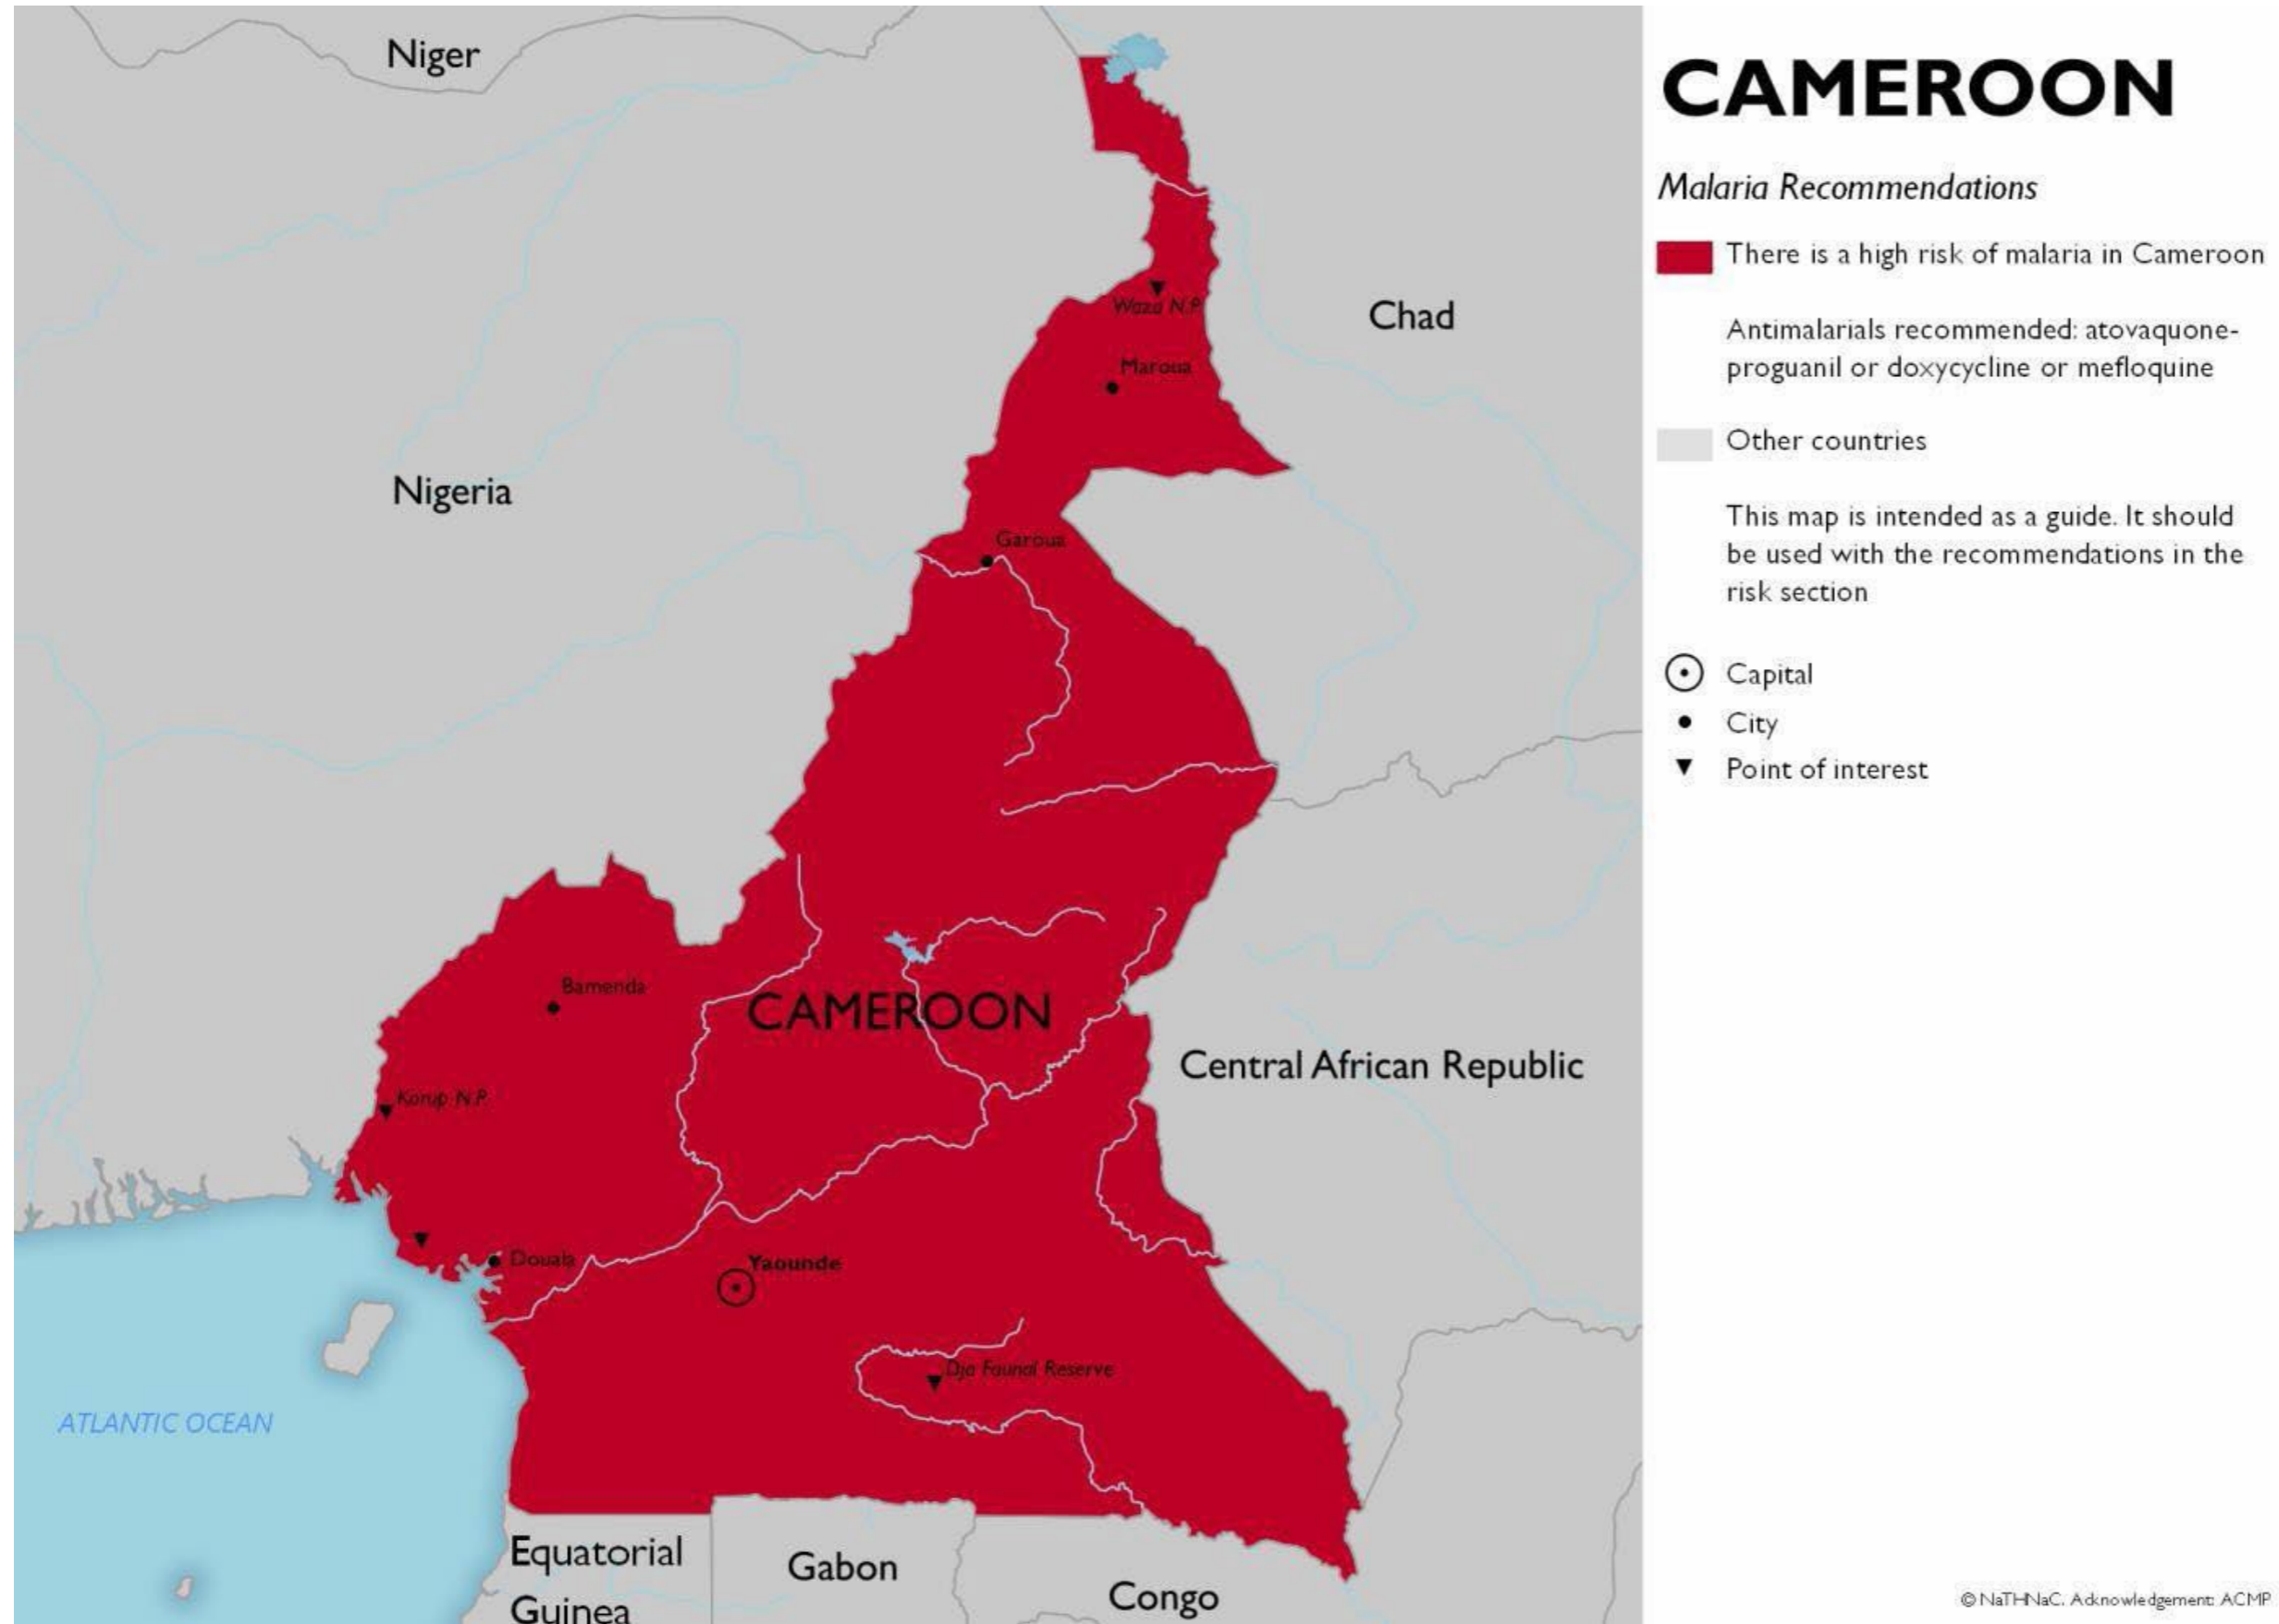 CAMEROON
Malaria Recommendations
There is a high risk of malaria in Cameroon
Antimalarials recommended: atovaquone-
proguanil or doxycycline or mefloquine
Other countries
This map is intended as a guide. It should
be used with the recommendations in the
risk section
Capital
City
Point of interest
Niger
Chad
Waza N.P.
Maroua
Nigeria
Garoua
Bamenda
CAMEROON
Central African Republic
Korup N.P.
Douala
Yaounde
Dja Faunal Reserve
ATLANTIC OCEAN
Equatorial
Guinea
Gabon
Congo
© NaTHNaC. Acknowledgement: ACMP